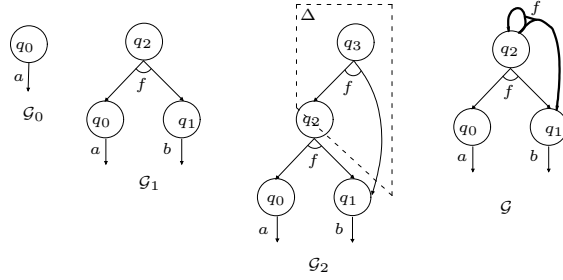 q₀
a
𝒢₀
q₂
f
q₀
q₁
a
b
𝒢₁
Δ
q₃
f
q₂
f
q₀
q₁
a
b
𝒢₂
f
q₂
f
q₀
q₁
a
b
𝒢